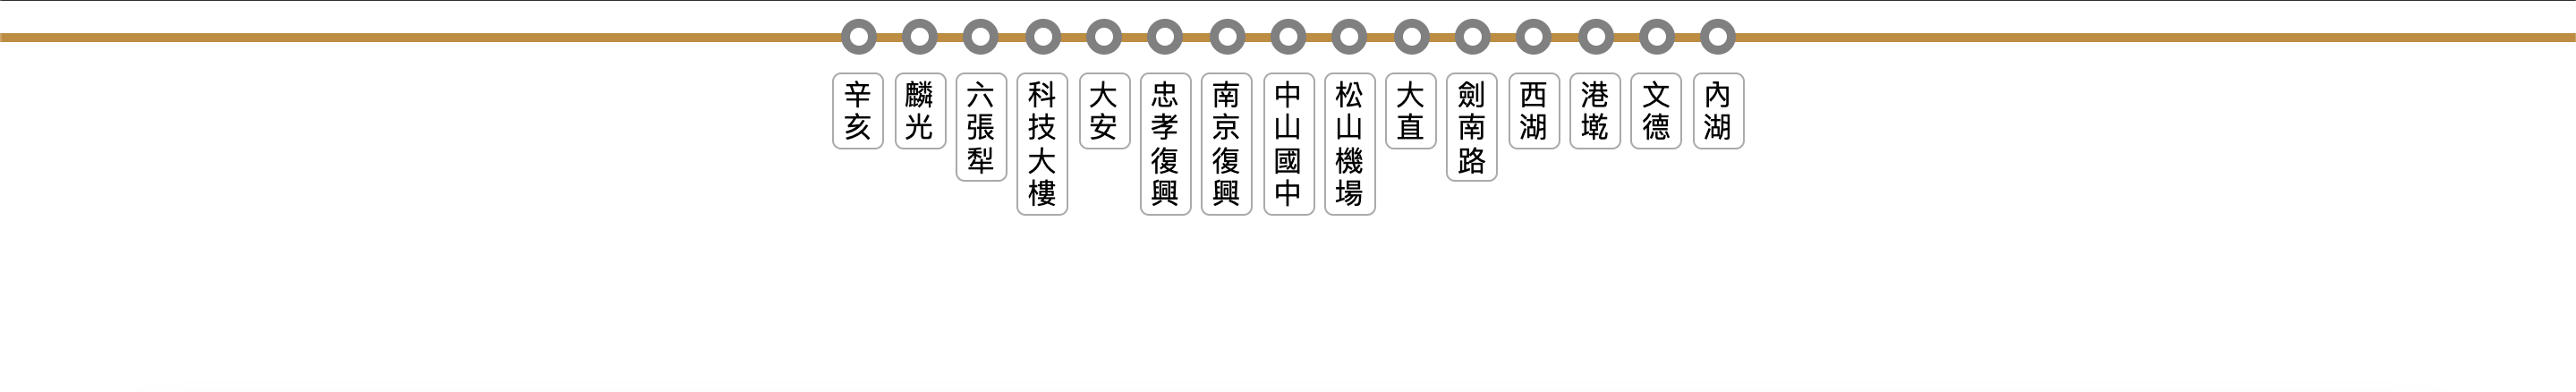 辛亥
麟光
六張犁
科技大樓
大安
忠孝復興
南京復興
中山國中
松山機場
大直
劍南路
西湖
港墘
文德
內湖